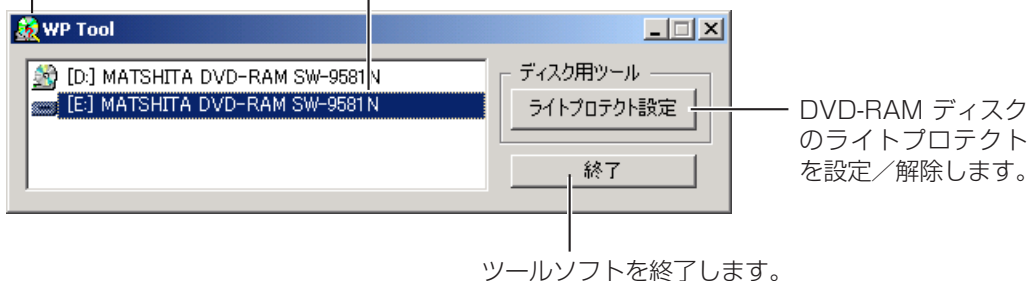 WP Tool
[D:] MATSHITA DVD-RAM SW-9581N
[E:] MATSHITA DVD-RAM SW-9581N
ディスク用ツール
ライトプロテクト設定
終了
DVD-RAM ディスク
のライトプロテクト
を設定／解除します。
ツールソフトを終了します。